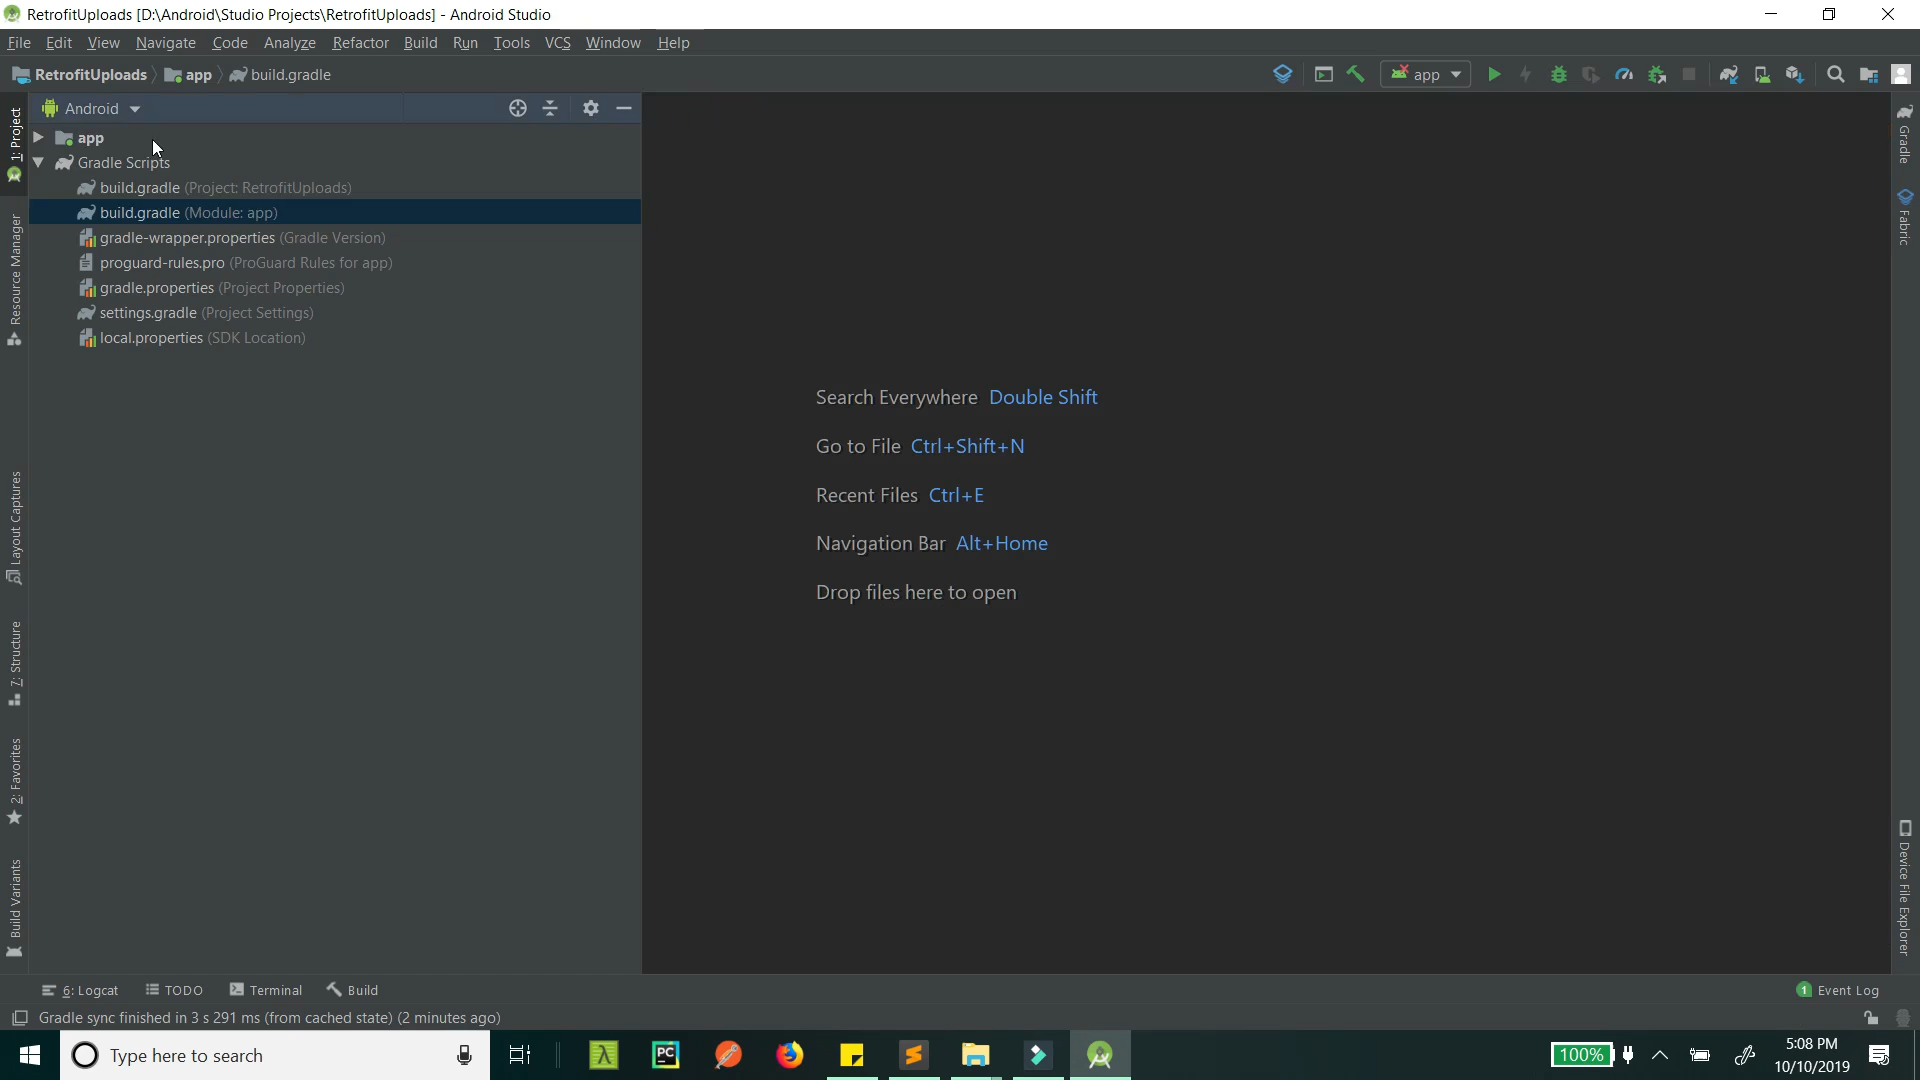 RetrofitUploads [D:\Android\Studio Projects\RetrofitUploads] - Android Studio
File Edit View Navigate Code Analyze Refactor Build Run Tools VCS Window Help
RetrofitUploads app build.gradle
app
Android
1: Project
Resource Manager
Layout Captures
7: Structure
2: Favorites
Build Variants
app
Gradle Scripts
build.gradle (Project: RetrofitUploads)
build.gradle (Module: app)
gradle-wrapper.properties (Gradle Version)
proguard-rules.pro (ProGuard Rules for app)
gradle.properties (Project Properties)
settings.gradle (Project Settings)
local.properties (SDK Location)
Search Everywhere Double Shift
Go to File Ctrl+Shift+N
Recent Files Ctrl+E
Navigation Bar Alt+Home
Drop files here to open
Gradle
Fabric
Device File Explorer
6: Logcat TODO Terminal Build
1 Event Log
Gradle sync finished in 3 s 291 ms (from cached state) (2 minutes ago)
Type here to search
PC
100%
5:08 PM
10/10/2019